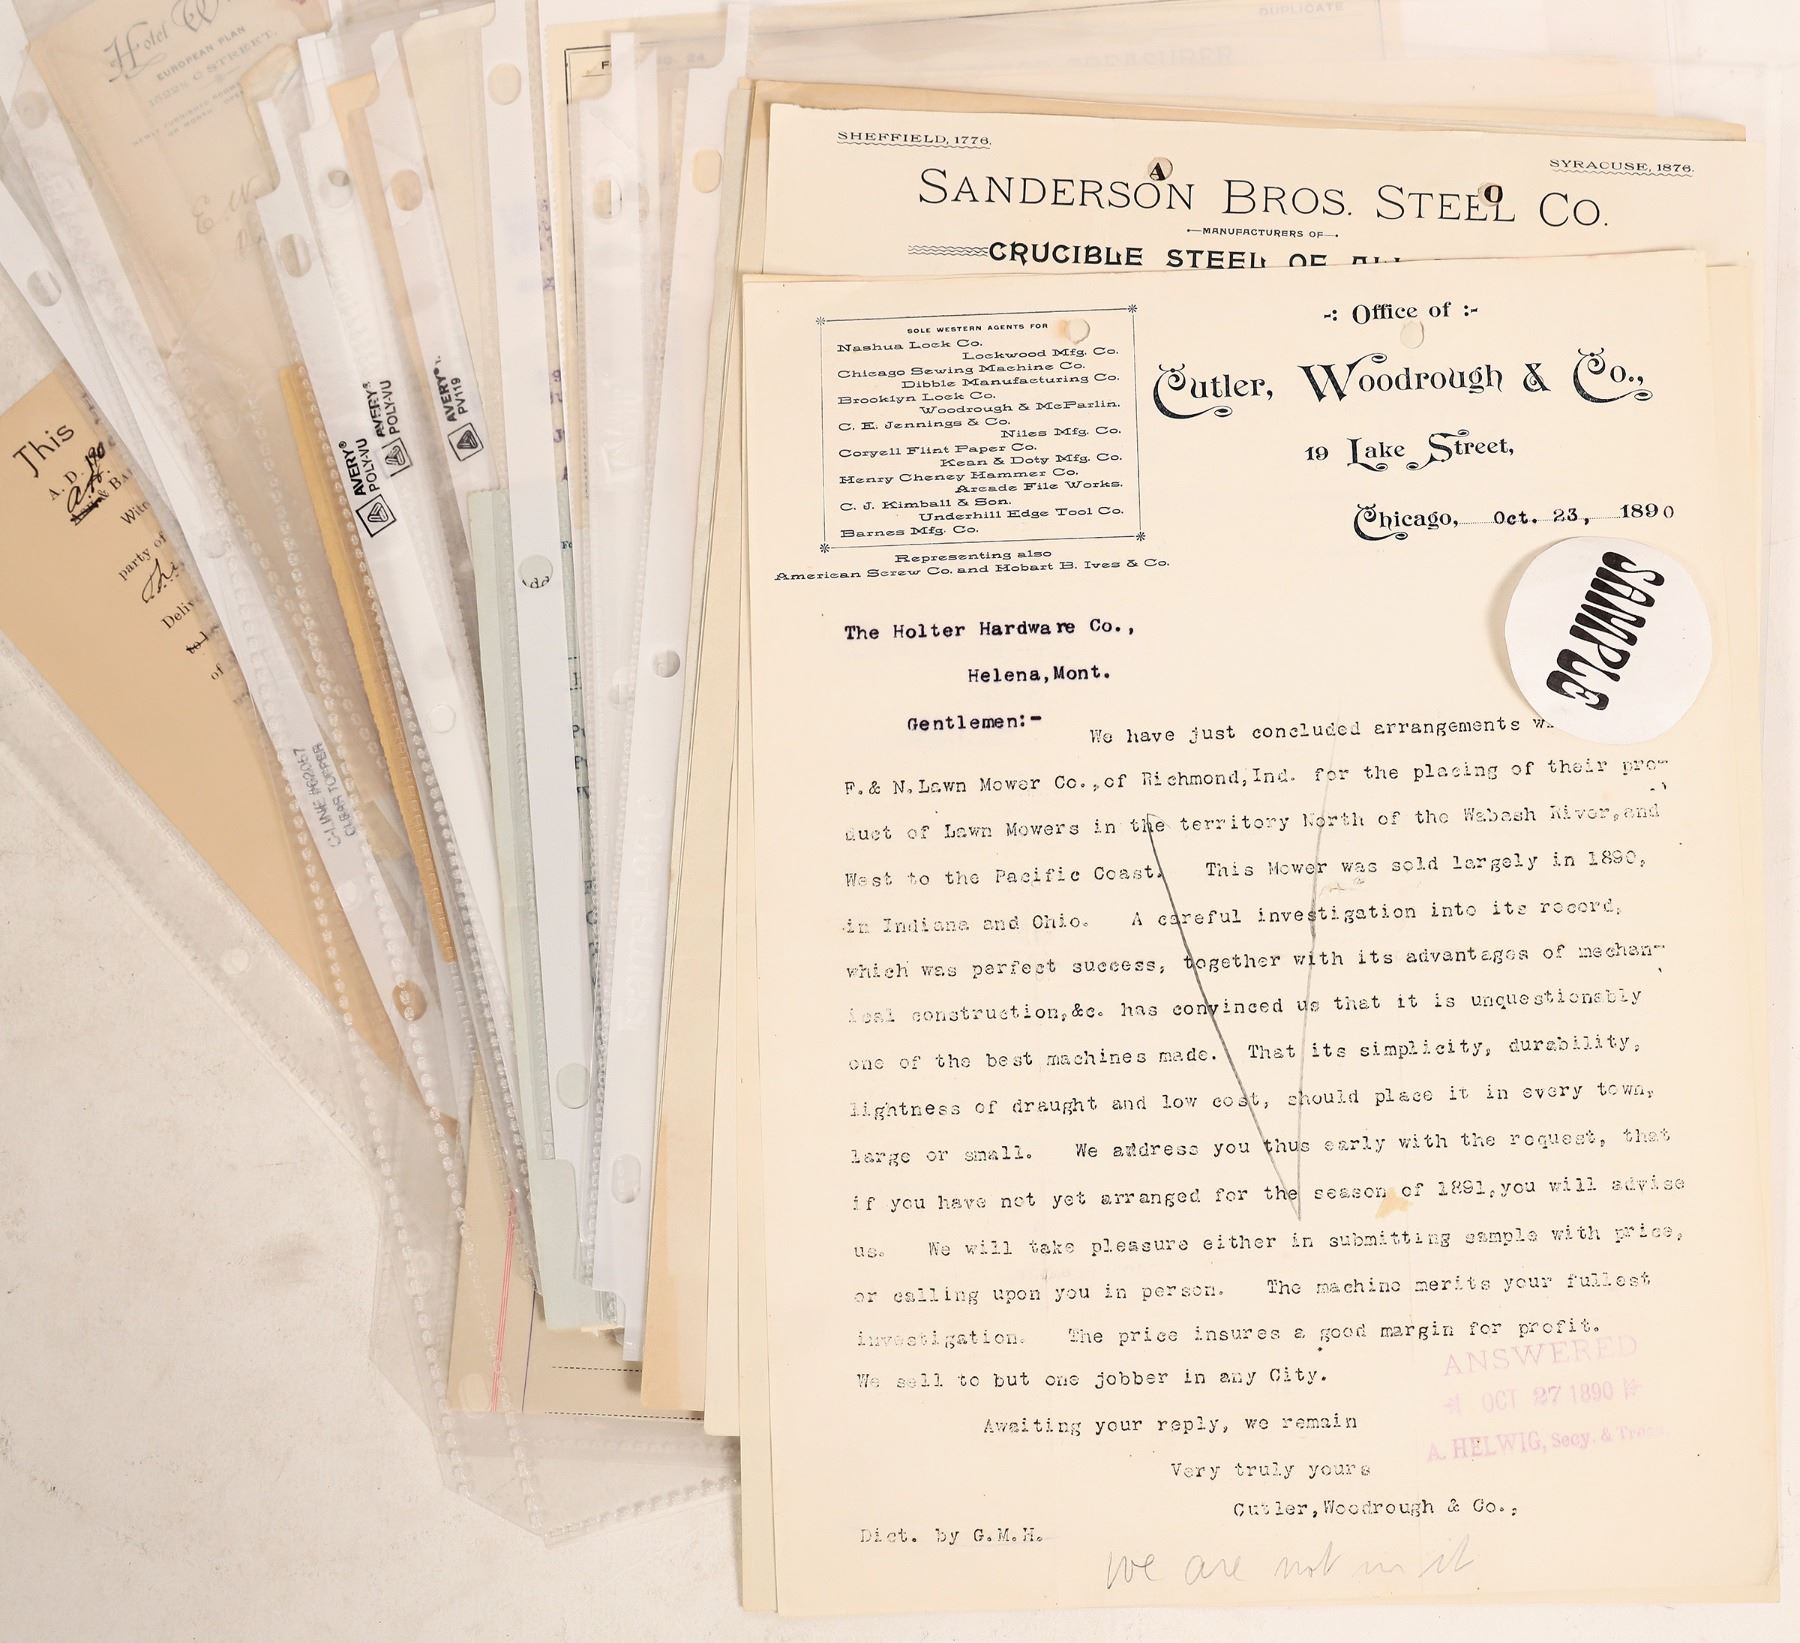 Hotel
EUROPEAN PLAN
1522½ C STREET.
This
A. D.
party of
of
AVERY®
POLY-VU
AVERY®
POLY-VU
AVERY®
PV119
C-LINE #62067
CLEAR TOPPER
DUPLICATE
SHEFFIELD, 1776.
SYRACUSE, 1876.
SANDERSON BROS. STEEL CO.
MANUFACTURERS OF
CRUCIBLE STEEL OF ALL
SOLE WESTERN AGENTS FOR
Nashua Lock Co.
Lockwood Mfg. Co.
Chicago Sewing Machine Co.
Dibble Manufacturing Co.
Brooklyn Lock Co.
Woodrough & McParlin.
C. E. Jennings & Co.
Niles Mfg. Co.
Coryell Flint Paper Co.
Kean & Doty Mfg. Co.
Henry Cheney Hammer Co.
Arcade File Works.
C. J. Kimball & Son.
Underhill Edge Tool Co.
Barnes Mfg. Co.
Representing also
American Screw Co. and Hobart B. Ives & Co.
-: Office of :-
Cutler, Woodrough & Co.,
19 Lake Street,
Chicago, Oct. 23, 1890
SAMPLE
The Holter Hardware Co.,
Helena,Mont.
Gentlemen:-
We have just concluded arrangements
F.& N.Lawn Mower Co.,of Richmond,Ind. for the placing of their pro-
duct of Lawn Mowers in the territory North of the Wabash River,and
West to the Pacific Coast. This Mower was sold largely in 1890,
in Indiana and Ohio. A careful investigation into its record,
which was perfect success, together with its advantages of mechan-
ical construction,&c. has convinced us that it is unquestionably
one of the best machines made. That its simplicity, durability,
lightness of draught and low cost, should place it in every town,
large or small. We address you thus early with the request, that
if you have not yet arranged for the season of 1891,you will advise
us. We will take pleasure either in submitting sample with price,
or calling upon you in person. The machine merits your fullest
investigation. The price insures a good margin for profit.
We sell to but one jobber in any City.
Awaiting your reply, we remain
Very truly yours
Cutler,Woodrough & Co.,
Dict. by G.M.H.
ANSWERED
OCT 27 1890
A. HELWIG, Secy. & Treas.
We are not in it